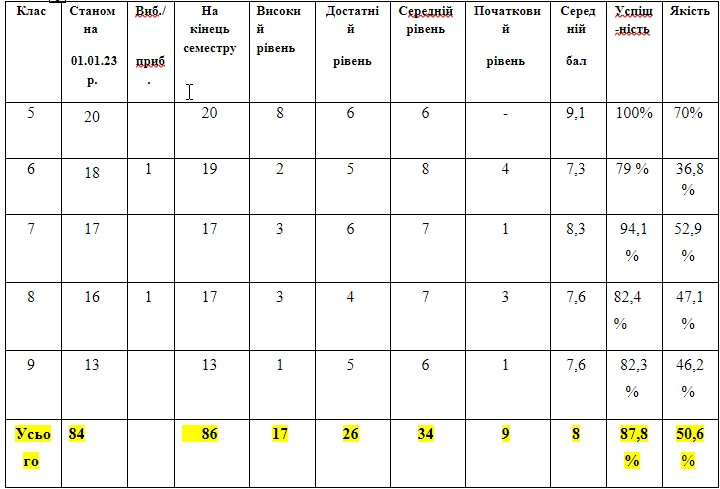 Клас Станом на 01.01.23 р. Виб./ приб. На кінець семестру Високий рівень Достатній рівень Середній рівень Початковий рівень Середній бал Успіш-ність Якість
5 20 20 8 6 6 - 9,1 100% 70%
6 18 1 19 2 5 8 4 7,3 79 % 36,8 %
7 17 17 3 6 7 1 8,3 94,1 % 52,9 %
8 16 1 17 3 4 7 3 7,6 82,4 % 47,1 %
9 13 13 1 5 6 1 7,6 82,3 % 46,2 %
Усього 84 86 17 26 34 9 8 87,8 % 50,6 %